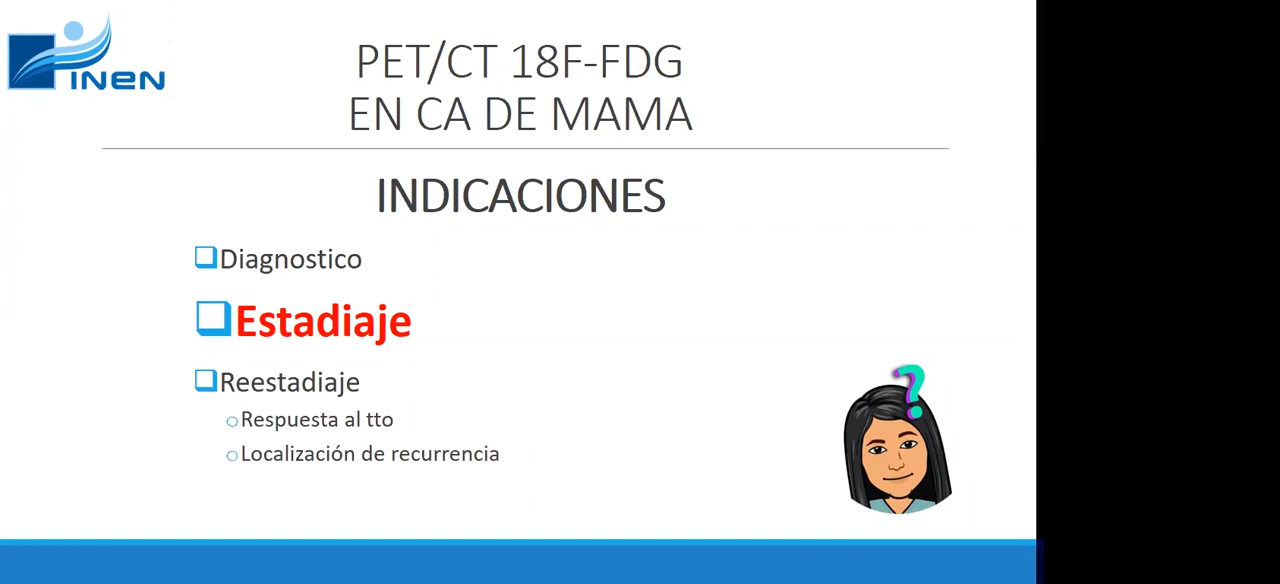 INEN
PET/CT 18F-FDG
EN CA DE MAMA
INDICACIONES
Diagnostico
Estadiaje
Reestadiaje
Respuesta al tto
Localización de recurrencia
?